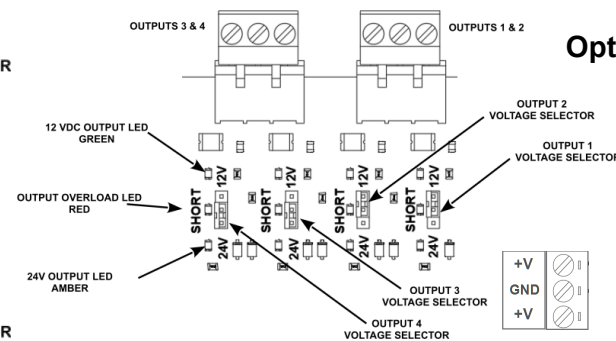 OUTPUTS 3 & 4
OUTPUTS 1 & 2
Opt
R
OUTPUT 2
VOLTAGE SELECTOR
12 VDC OUTPUT LED
GREEN
OUTPUT 1
VOLTAGE SELECTOR
12V
12V
12V
12V
OUTPUT OVERLOAD LED
RED
SHORT
SHORT
SHORT
SHORT
24V
24V
24V
24V
24V OUTPUT LED
AMBER
+V
GND
+V
OUTPUT 3
VOLTAGE SELECTOR
OUTPUT 4
VOLTAGE SELECTOR
R